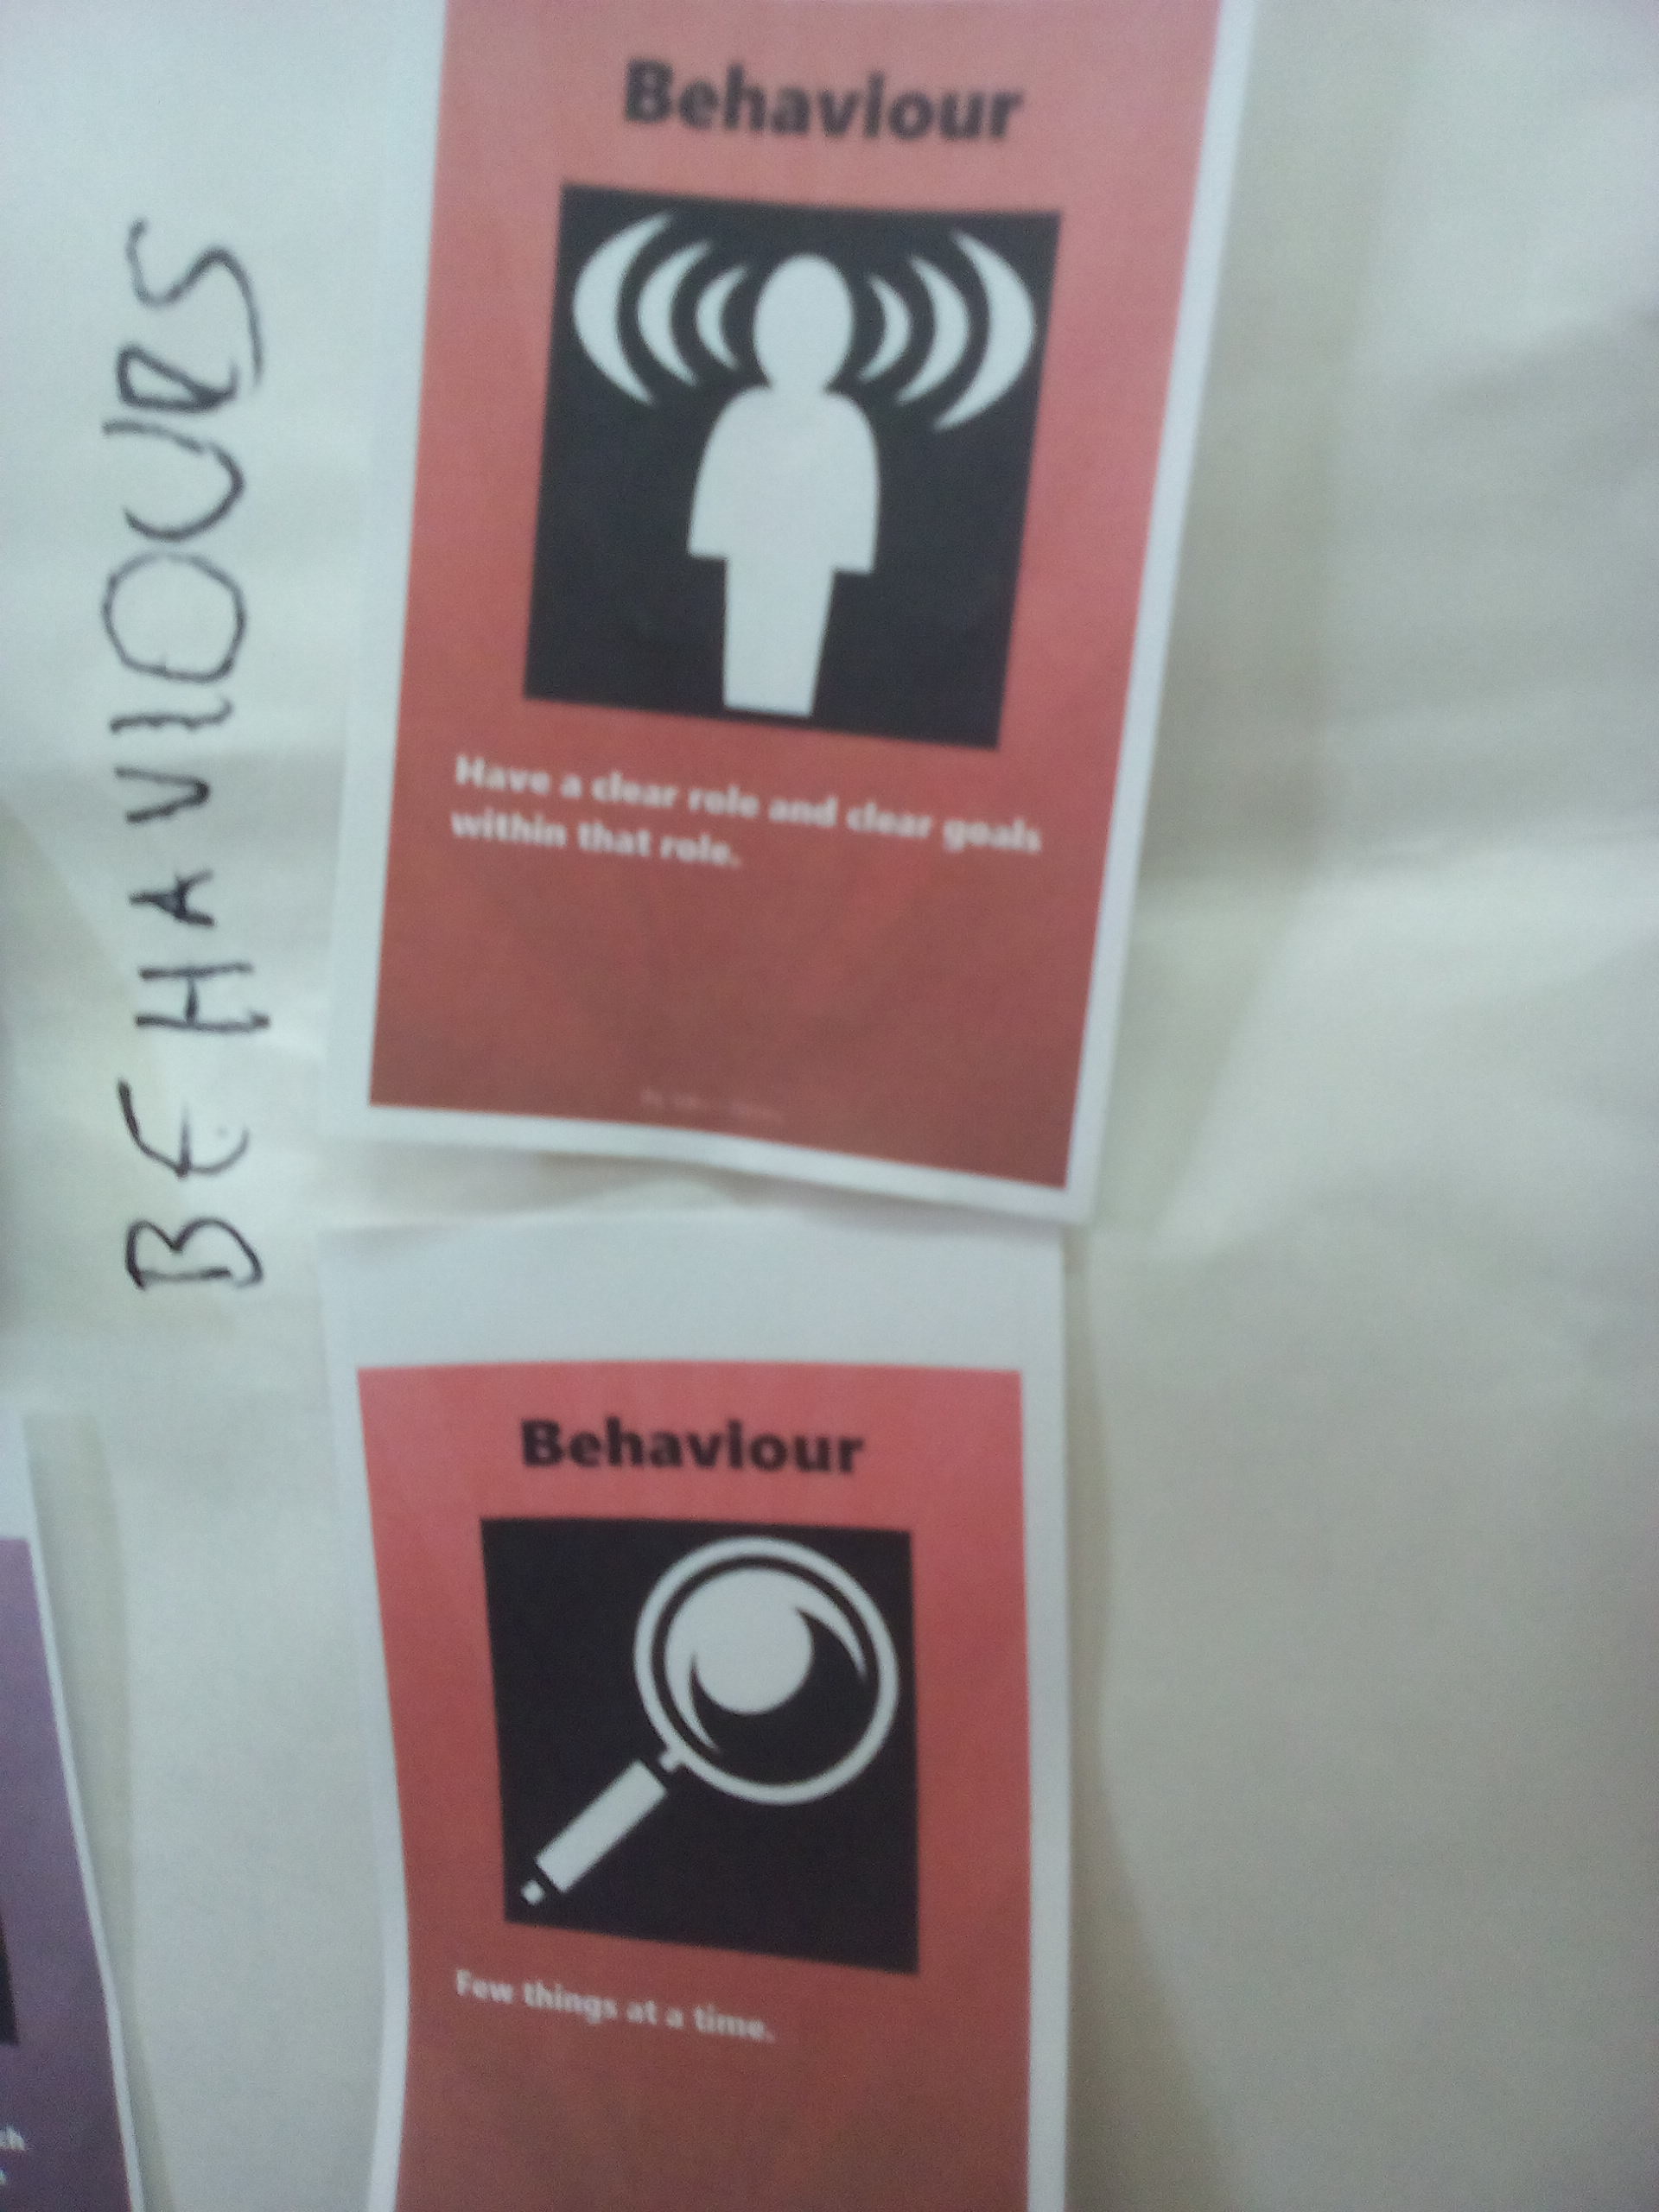 BEHAVIOURS
Behaviour
Have a clear role and clear goals
within that role.
Behaviour
Few things at a time.